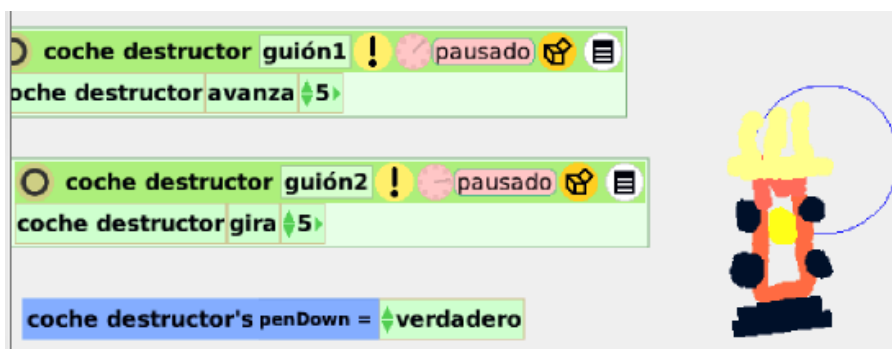 coche destructor guión1 ! pausado
oche destructor avanza 5
coche destructor guión2 ! pausado
coche destructor gira 5
coche destructor's penDown = verdadero